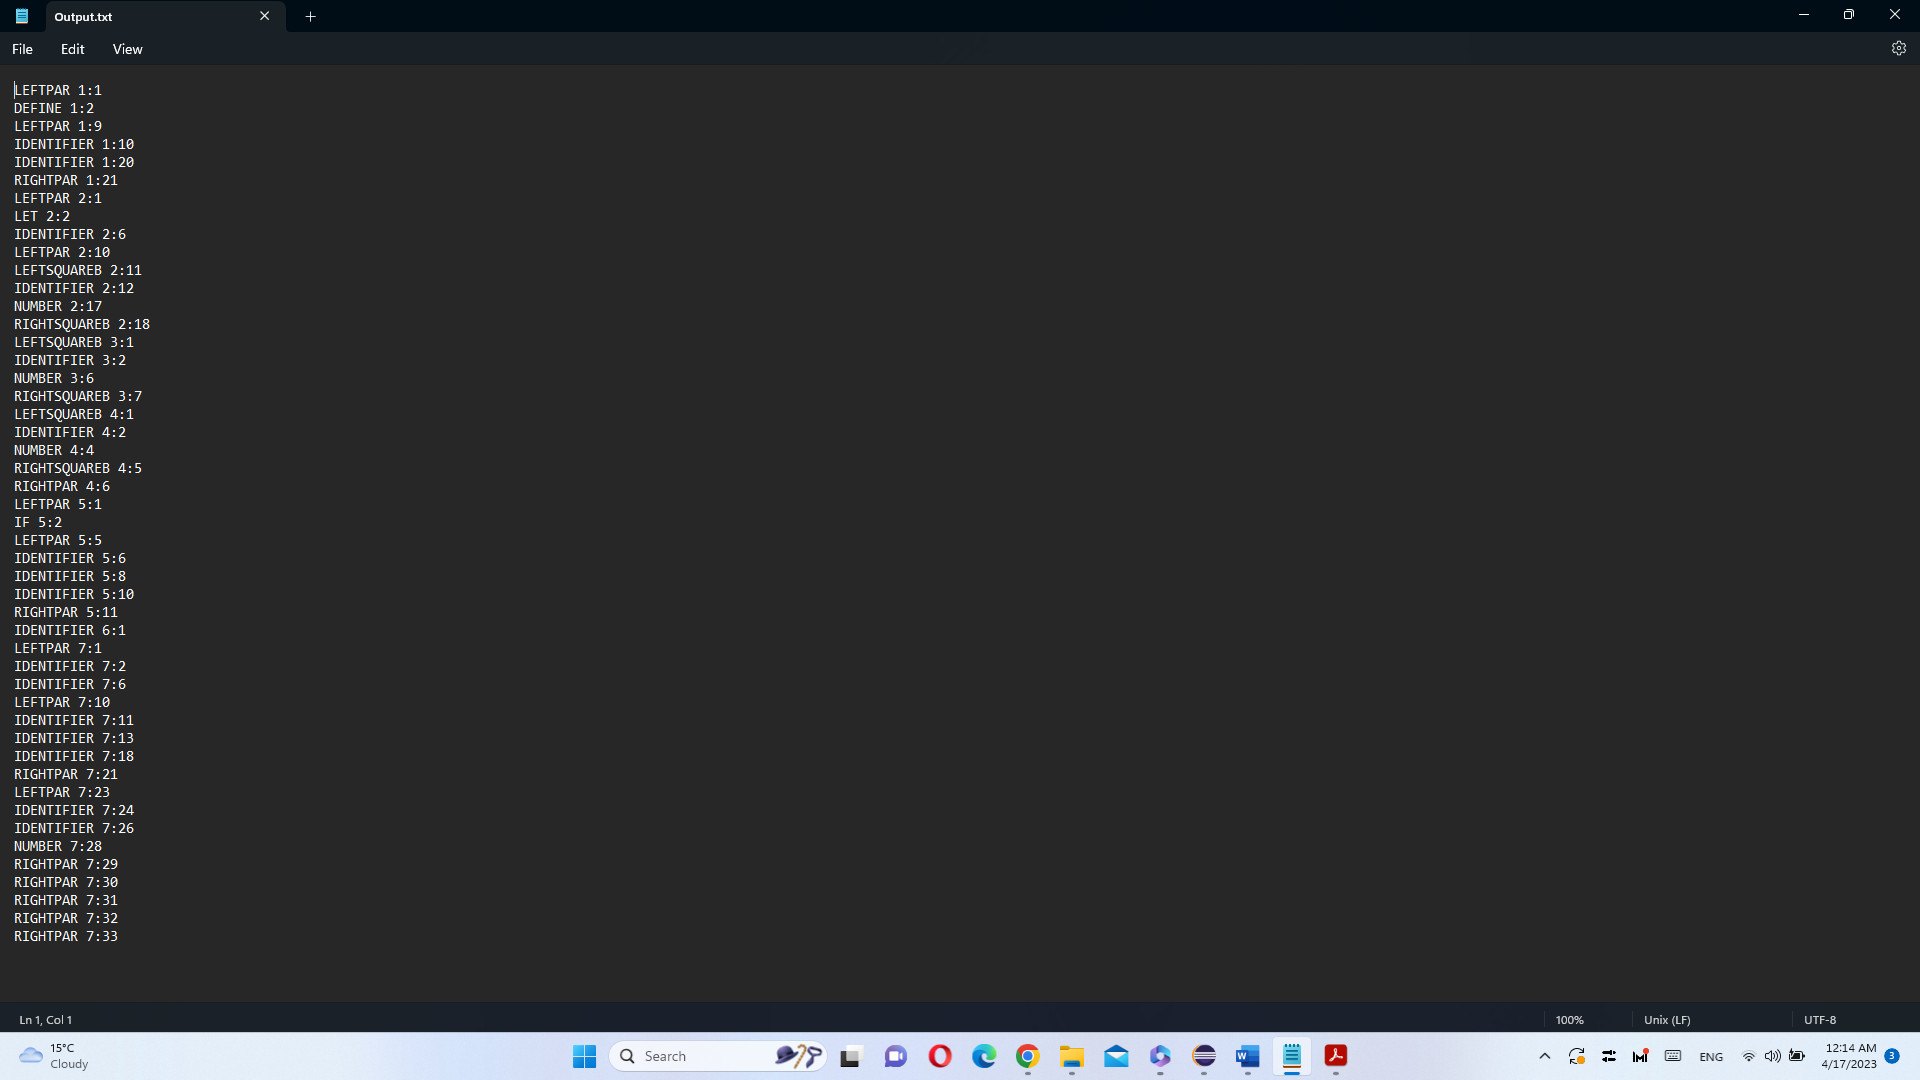 Output.txt
File Edit View
LEFTPAR 1:1
DEFINE 1:2
LEFTPAR 1:9
IDENTIFIER 1:10
IDENTIFIER 1:20
RIGHTPAR 1:21
LEFTPAR 2:1
LET 2:2
IDENTIFIER 2:6
LEFTPAR 2:10
LEFTSQUAREB 2:11
IDENTIFIER 2:12
NUMBER 2:17
RIGHTSQUAREB 2:18
LEFTSQUAREB 3:1
IDENTIFIER 3:2
NUMBER 3:6
RIGHTSQUAREB 3:7
LEFTSQUAREB 4:1
IDENTIFIER 4:2
NUMBER 4:4
RIGHTSQUAREB 4:5
RIGHTPAR 4:6
LEFTPAR 5:1
IF 5:2
LEFTPAR 5:5
IDENTIFIER 5:6
IDENTIFIER 5:8
IDENTIFIER 5:10
RIGHTPAR 5:11
IDENTIFIER 6:1
LEFTPAR 7:1
IDENTIFIER 7:2
IDENTIFIER 7:6
LEFTPAR 7:10
IDENTIFIER 7:11
IDENTIFIER 7:13
IDENTIFIER 7:18
RIGHTPAR 7:21
LEFTPAR 7:23
IDENTIFIER 7:24
IDENTIFIER 7:26
NUMBER 7:28
RIGHTPAR 7:29
RIGHTPAR 7:30
RIGHTPAR 7:31
RIGHTPAR 7:32
RIGHTPAR 7:33
Ln 1, Col 1 100% Unix (LF) UTF-8
15°C
Cloudy
Search
ENG
12:14 AM
4/17/2023
3